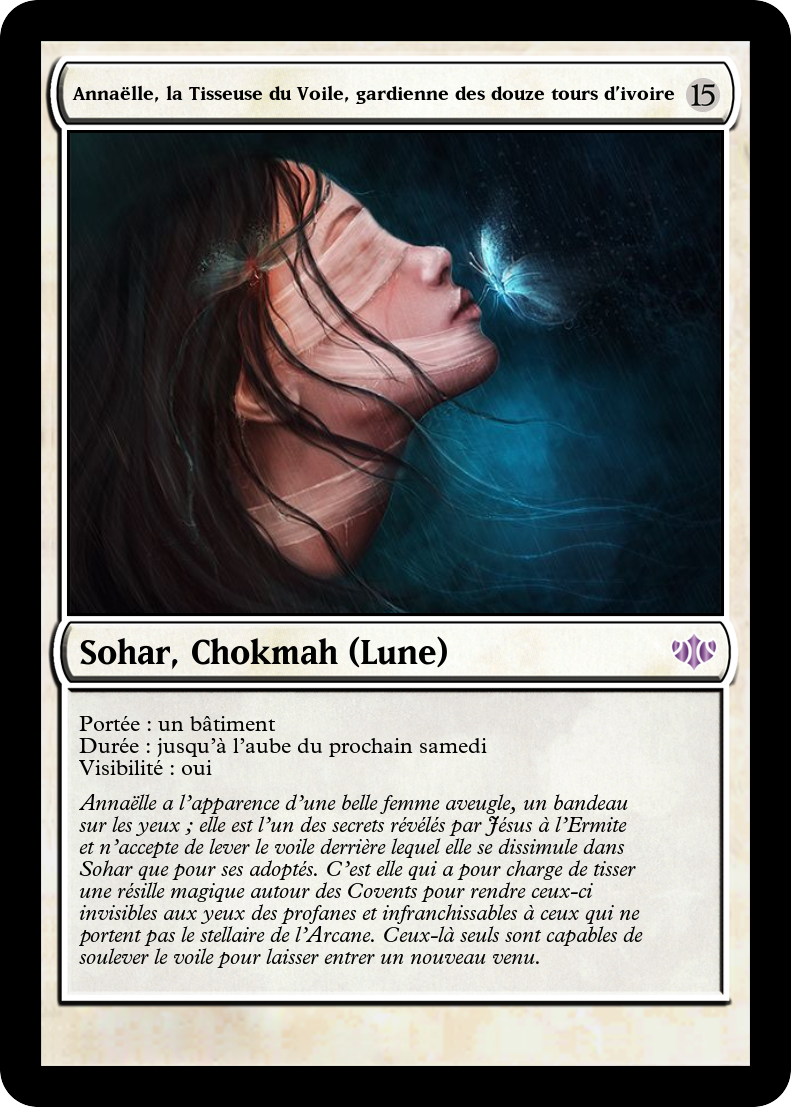 Annaëlle, la Tisseuse du Voile, gardienne des douze tours d'ivoire 15
Sohar, Chokmah (Lune)
Portée : un bâtiment
Durée : jusqu'à l'aube du prochain samedi
Visibilité : oui
Annaëlle a l'apparence d'une belle femme aveugle, un bandeau
sur les yeux ; elle est l'un des secrets révélés par Jésus à l'Ermite
et n'accepte de lever le voile derrière lequel elle se dissimule dans
Sohar que pour ses adoptés. C'est elle qui a pour charge de tisser
une résille magique autour des Covents pour rendre ceux-ci
invisibles aux yeux des profanes et infranchissables à ceux qui ne
portent pas le stellaire de l'Arcane. Ceux-là seuls sont capables de
soulever le voile pour laisser entrer un nouveau venu.